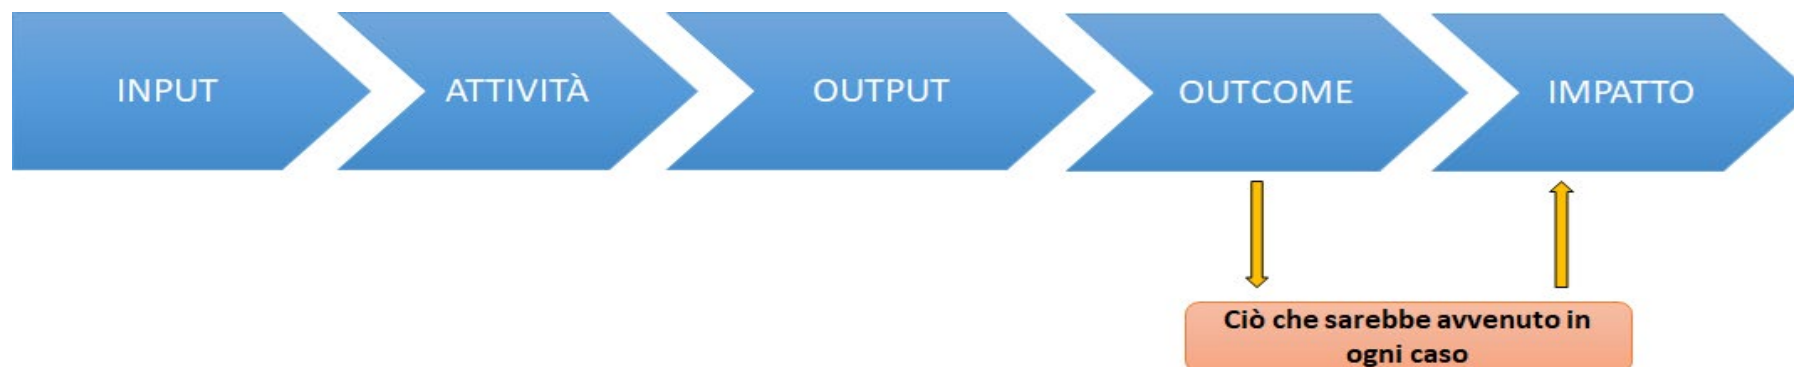 INPUT
ATTIVITÀ
OUTPUT
OUTCOME
IMPATTO
Ciò che sarebbe avvenuto in
ogni caso